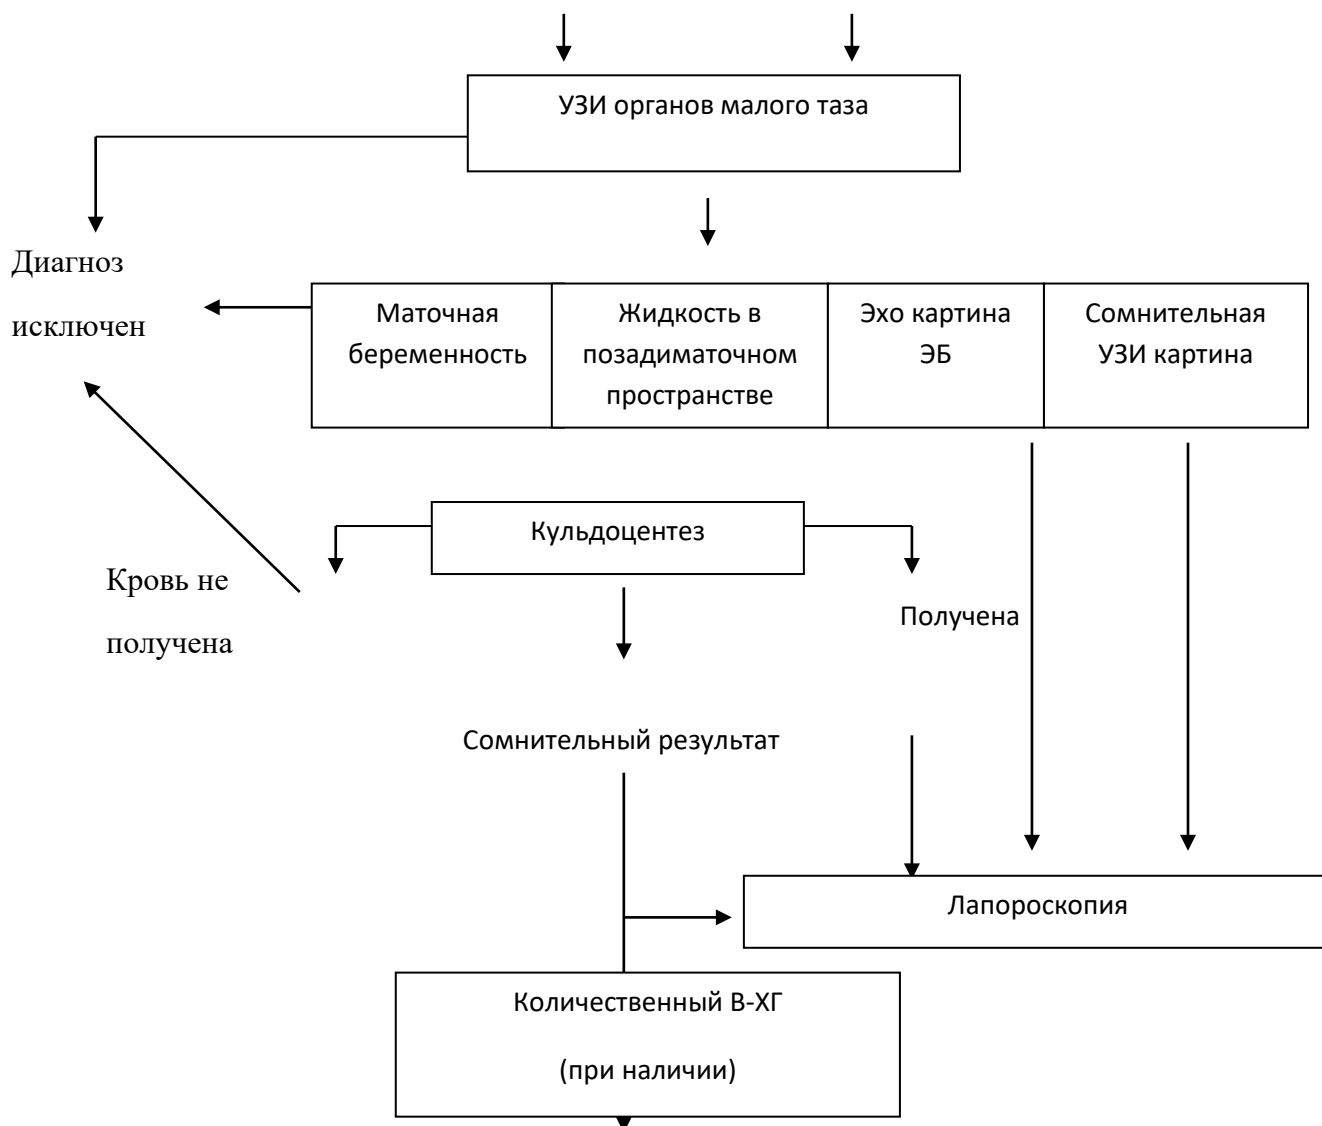 УЗИ органов малого таза
Диагноз
исключен
Маточная
беременность
Жидкость в
позадиматочном
пространстве
Эхо картина
ЭБ
Сомнительная
УЗИ картина
Кульдоцентез
Кровь не
получена
Получена
Сомнительный результат
Лапороскопия
Количественный В-ХГ
(при наличии)